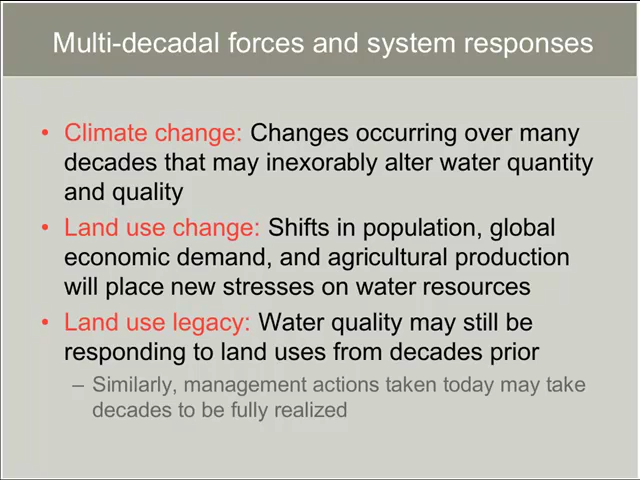 Multi-decadal forces and system responses
• Climate change: Changes occurring over many
decades that may inexorably alter water quantity
and quality
• Land use change: Shifts in population, global
economic demand, and agricultural production
will place new stresses on water resources
• Land use legacy: Water quality may still be
responding to land uses from decades prior
– Similarly, management actions taken today may take
decades to be fully realized